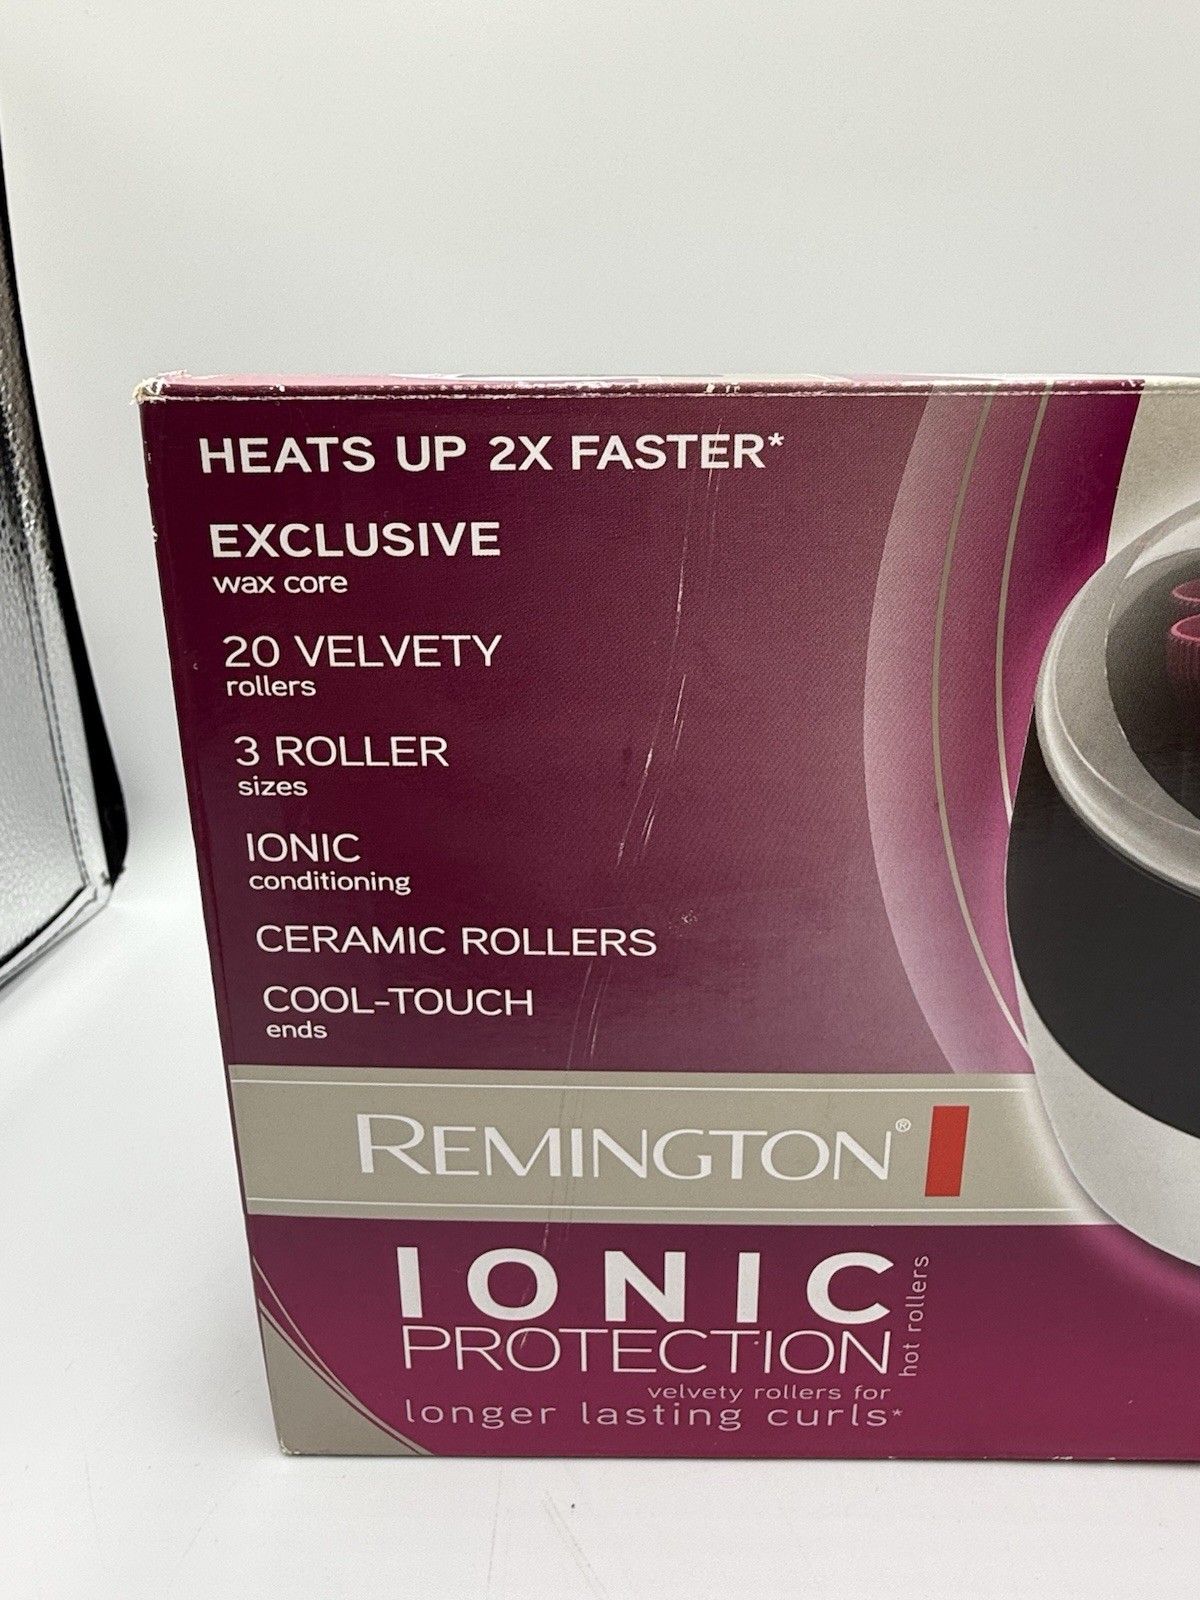 HEATS UP 2X FASTER*
EXCLUSIVE
wax core
20 VELVETY
rollers
3 ROLLER
sizes
IONIC
conditioning
CERAMIC ROLLERS
COOL-TOUCH
ends
REMINGTON®
IONIC
PROTECTION
hot rollers
velvety rollers for
longer lasting curls*